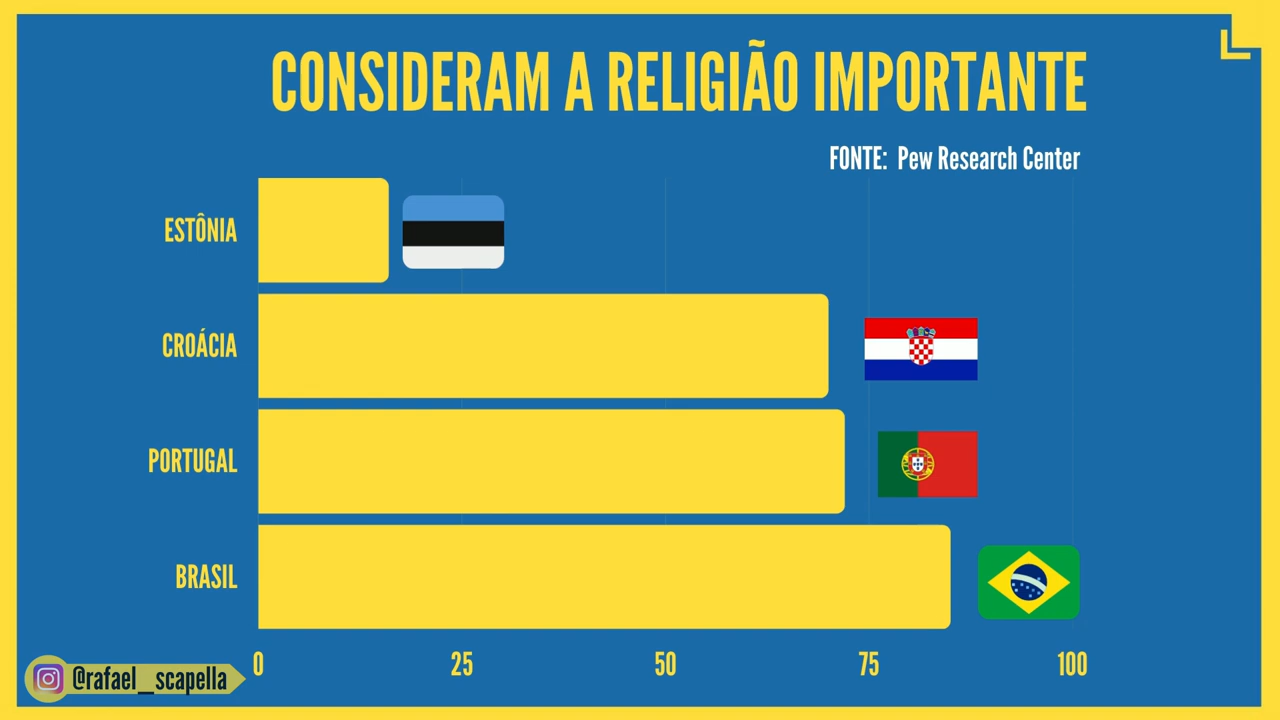 CONSIDERAM A RELIGIÃO IMPORTANTE
FONTE: Pew Research Center
ESTÔNIA
CROÁCIA
PORTUGAL
BRASIL
0 25 50 75 100
@rafael_scapella